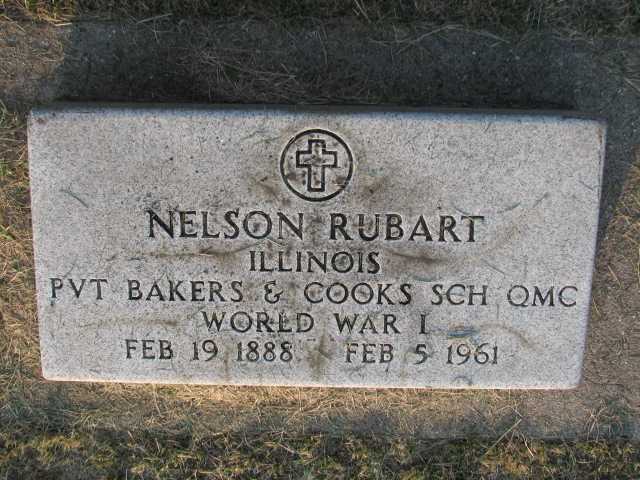 NELSON RUBART
ILLINOIS
PVT BAKERS & COOKS SCH QMC
WORLD WAR I
FEB 19 1888 FEB 5 1961